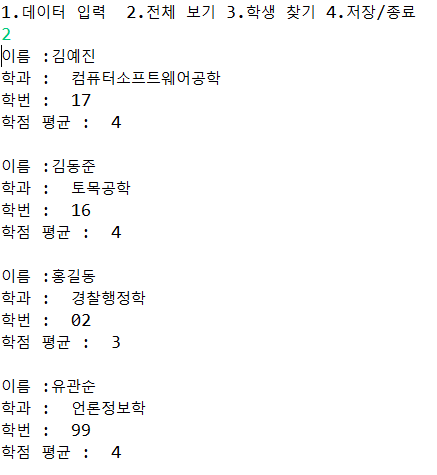 1.데이터 입력  2.전체 보기 3.학생 찾기 4.저장/종료
2
이름 :김예진
학과 :  컴퓨터소프트웨어공학
학번 :  17
학점 평균 :  4
이름 :김동준
학과 :  토목공학
학번 :  16
학점 평균 :  4
이름 :홍길동
학과 :  경찰행정학
학번 :  02
학점 평균 :  3
이름 :유관순
학과 :  언론정보학
학번 :  99
학점 평균 :  4